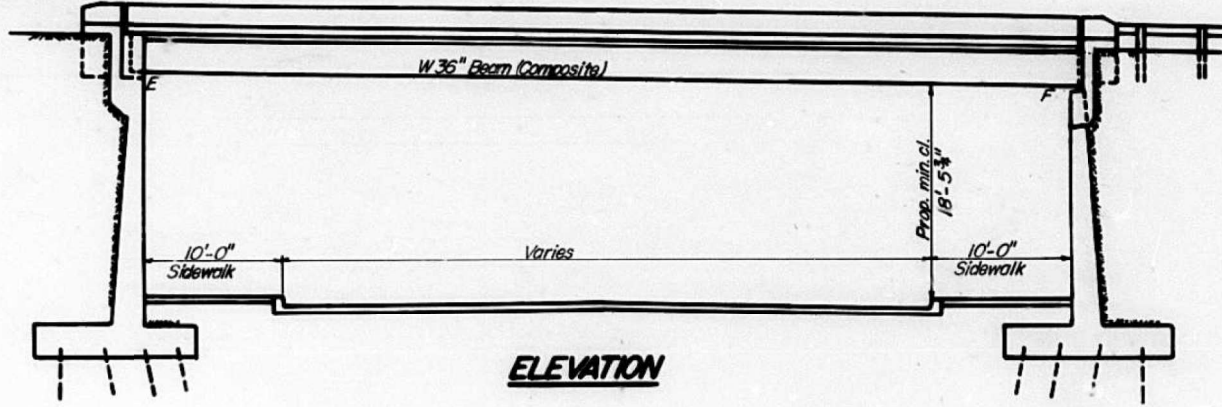 W 36" Beam (Composite)
E
F
Prop. min. cl.
18'-5¾"
10'-0"
Sidewalk
Varies
10'-0"
Sidewalk
ELEVATION